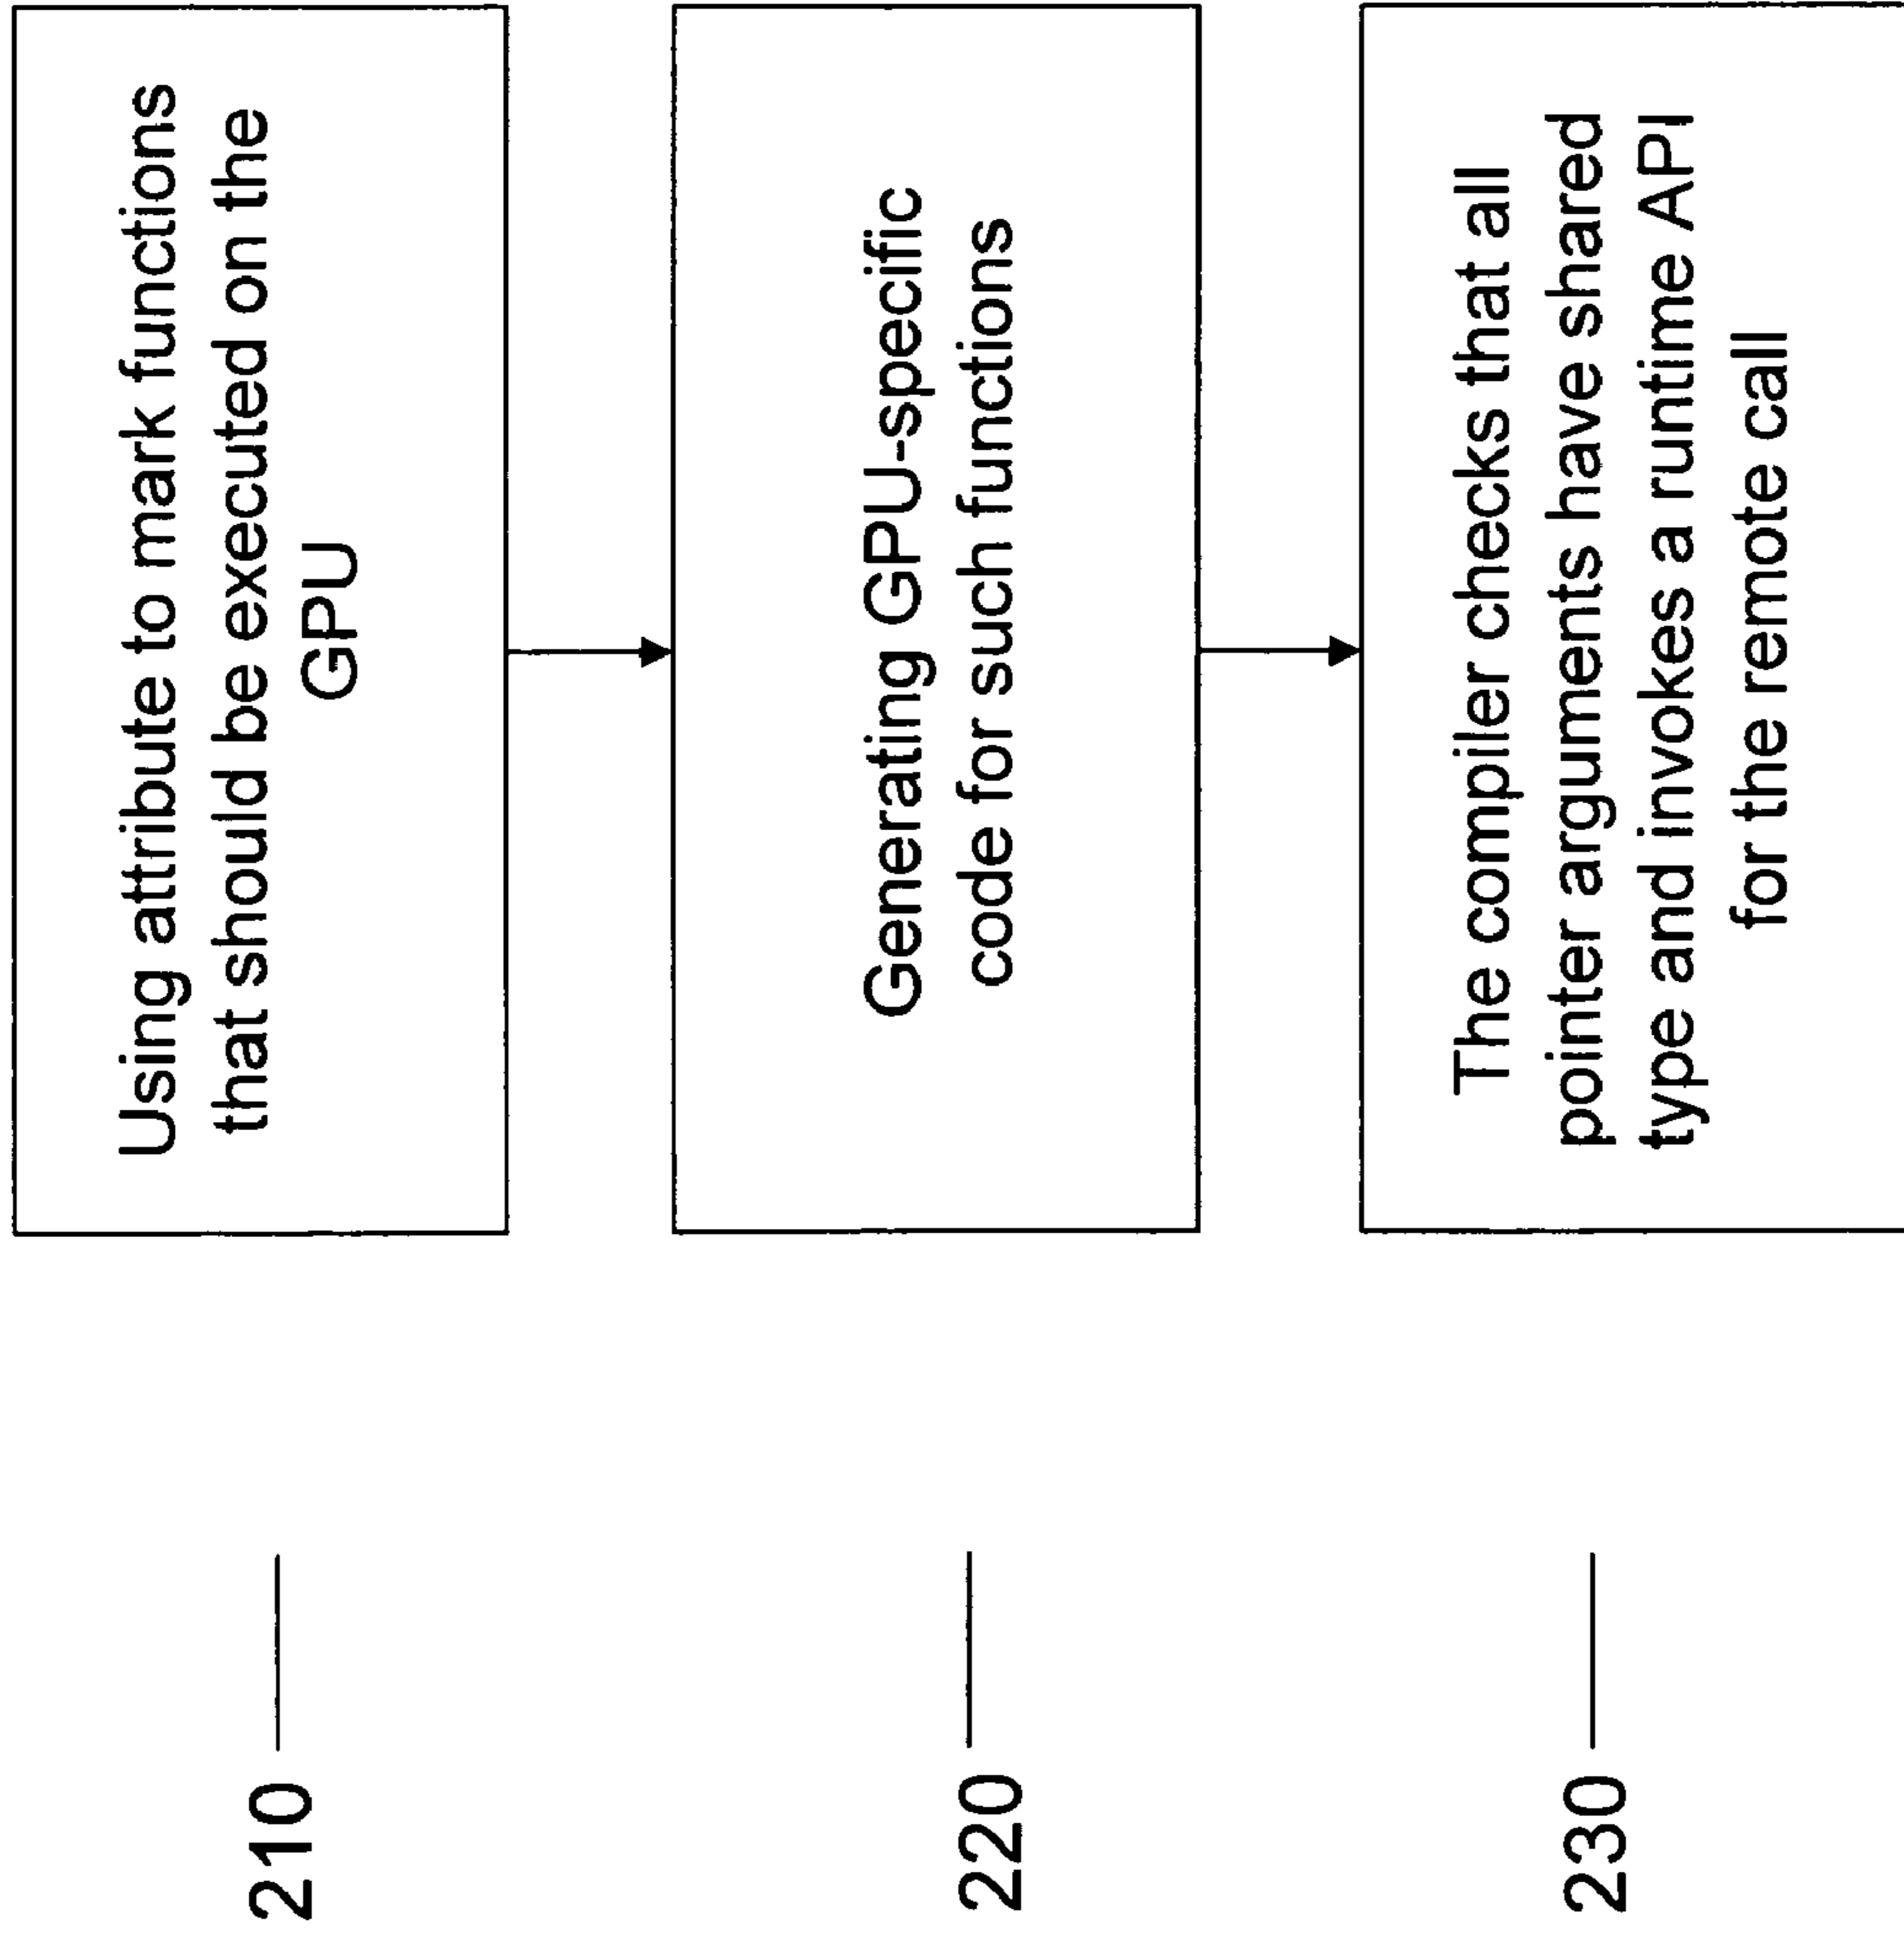 210
Using attribute to mark functions
that should be executed on the
GPU
220
Generating GPU-specific
code for such functions
230
The compiler checks that all
pointer arguments have shared
type and invokes a runtime API
for the remote call